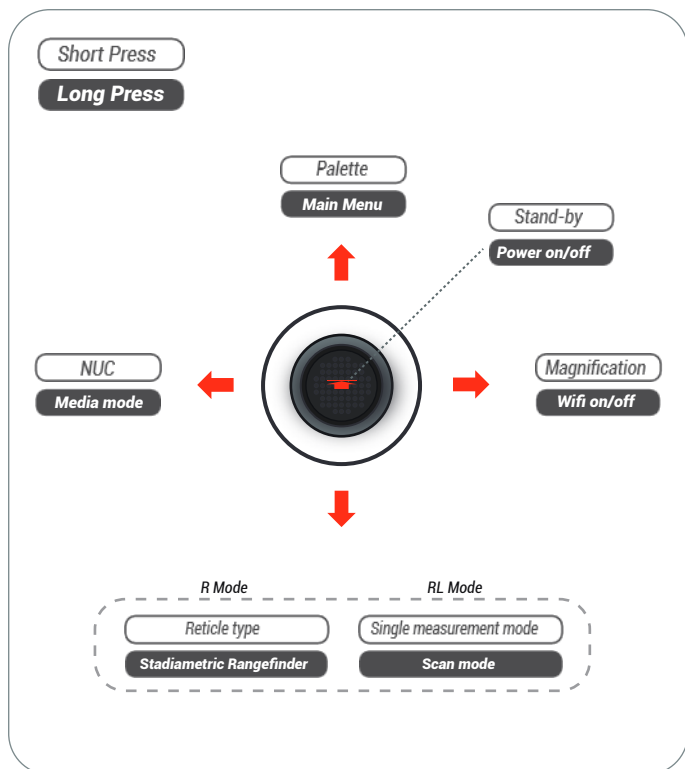 Short Press
Long Press
Palette
Main Menu
Stand-by
Power on/off
NUC
Media mode
Magnification
Wifi on/off
R Mode
RL Mode
Reticle type
Single measurement mode
Stadiametric Rangefinder
Scan mode